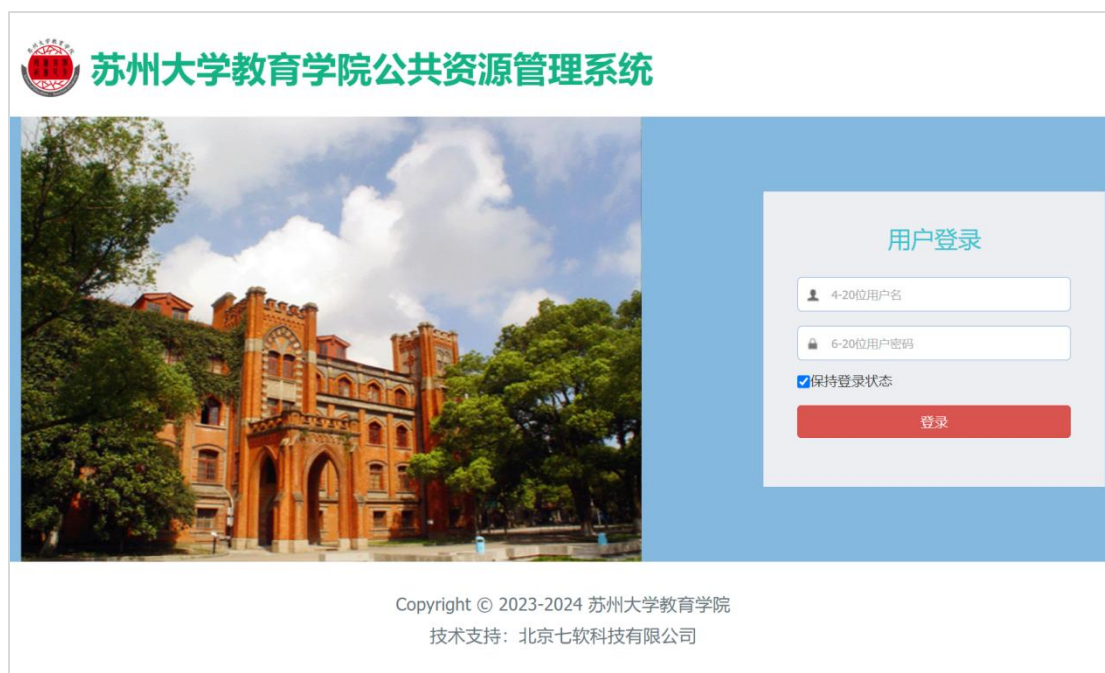 苏州大学教育学院公共资源管理系统
用户登录
4-20位用户名
6-20位用户密码
保持登录状态
登录
Copyright © 2023-2024 苏州大学教育学院
技术支持：北京七软科技有限公司